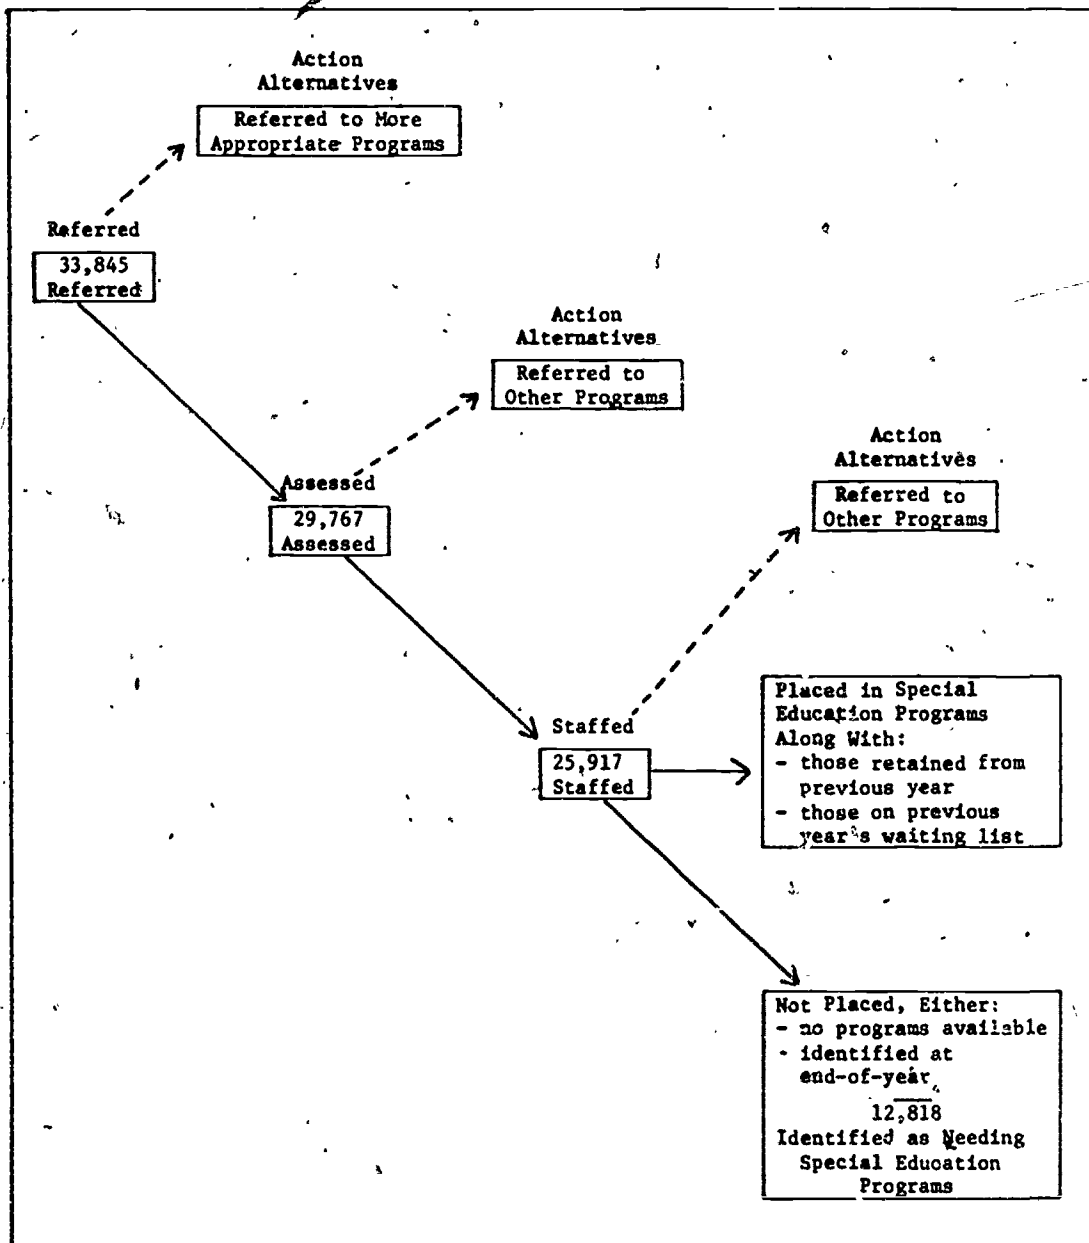 Action
Alternatives
Referred to More
Appropriate Programs
Referred
33,845
Referred
Action
Alternatives
Referred to
Other Programs
Assessed
29,767
Assessed
Action
Alternatives
Referred to
Other Programs
Staffed
25,917
Staffed
Placed in Special
Education Programs
Along With:
- those retained from
previous year
- those on previous
year's waiting list
Not Placed, Either:
- no programs available
- identified at
end-of-year
12,818
Identified as Needing
Special Education
Programs